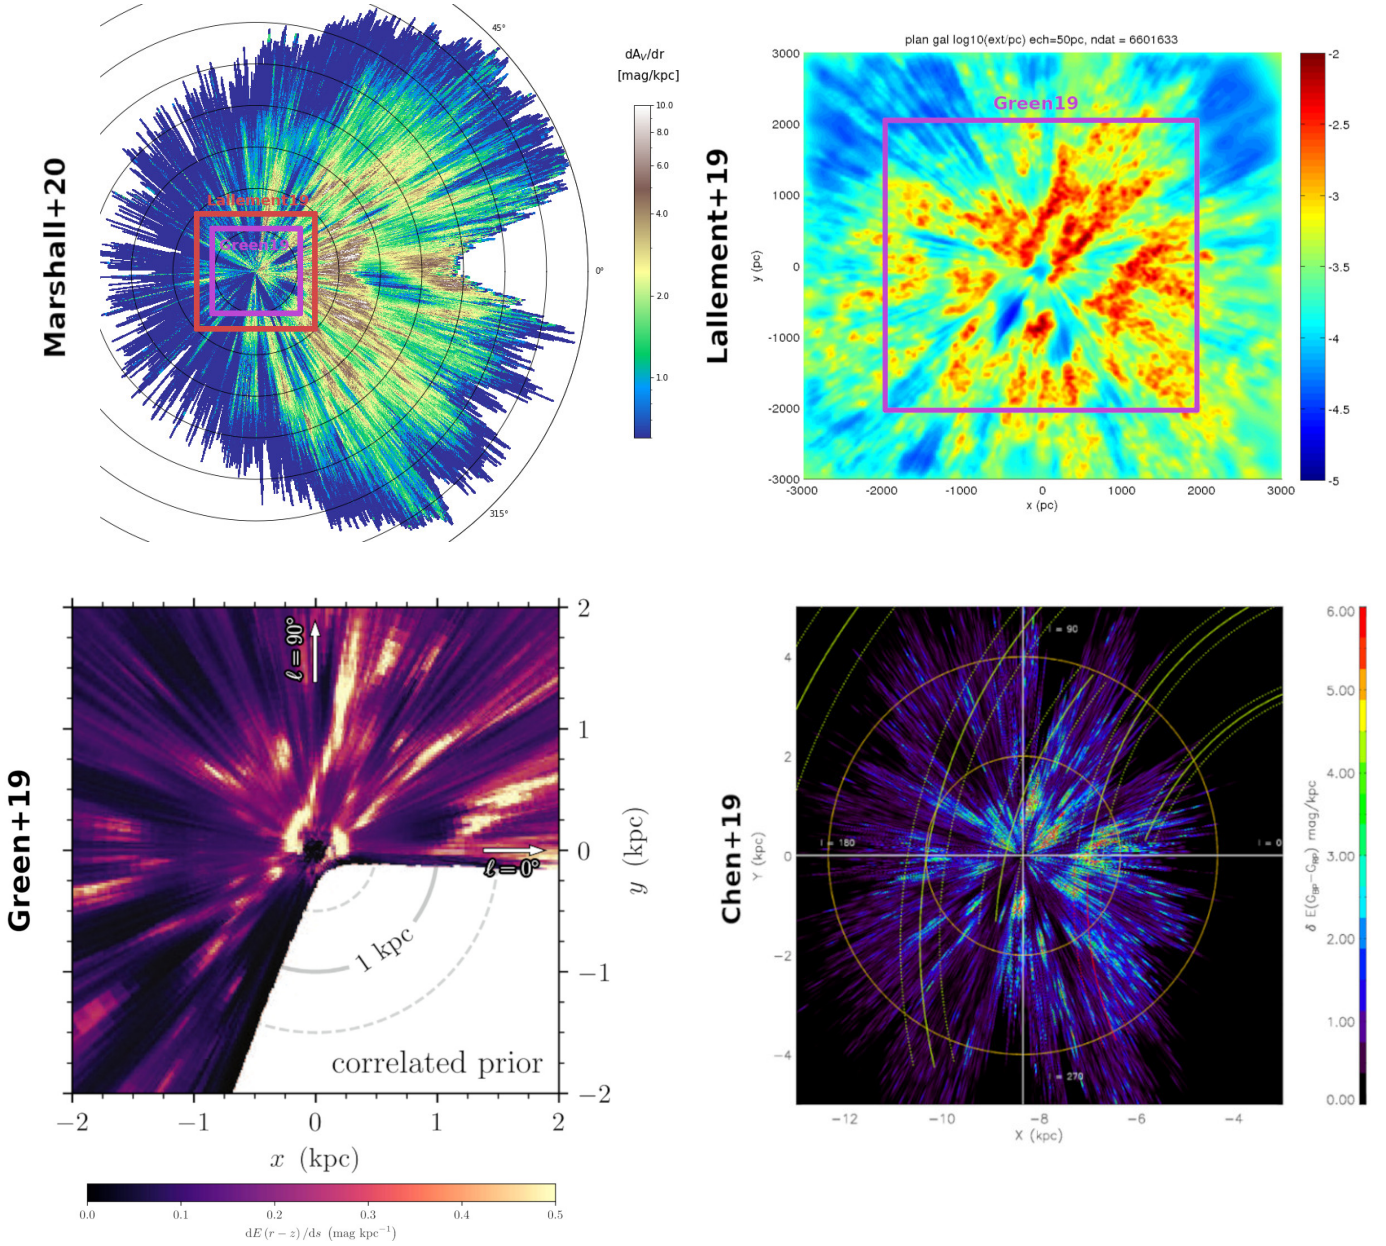 Marshall+20
45°
0°
315°
Lallement19
Green19
dA_V/dr
[mag/kpc]
10.0
8.0
6.0
4.0
2.0
1.0
Lallement+19
plan gal log10(ext/pc) ech=50pc, ndat = 6601633
Green19
3000
2000
1000
0
-1000
-2000
-3000
y (pc)
-3000
-2000
-1000
0
1000
2000
3000
x (pc)
-2
-2.5
-3
-3.5
-4
-4.5
-5
Green+19
ℓ = 90°
ℓ = 0°
1 kpc
correlated prior
2
1
0
−1
−2
y (kpc)
−2
−1
0
1
2
x (kpc)
0.0
0.1
0.2
0.3
0.4
0.5
dE (r − z) /ds (mag kpc⁻¹)
Chen+19
l = 90
l = 180
l = 0
l = 270
4
2
0
−2
−4
Y (kpc)
−12
−10
−8
−6
−4
X (kpc)
6.00
5.00
4.00
3.00
2.00
1.00
0.00
δ E(G_BP−G_RP) mag/kpc